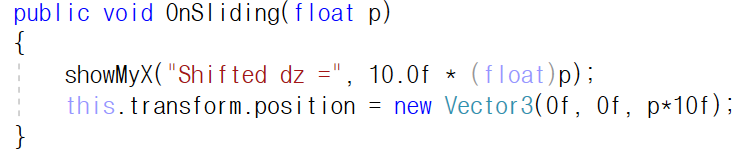 public void OnSliding(float p)
{
showMyX("Shifted dz =", 10.0f * (float)p);
this.transform.position = new Vector3(0f, 0f, p*10f);
}